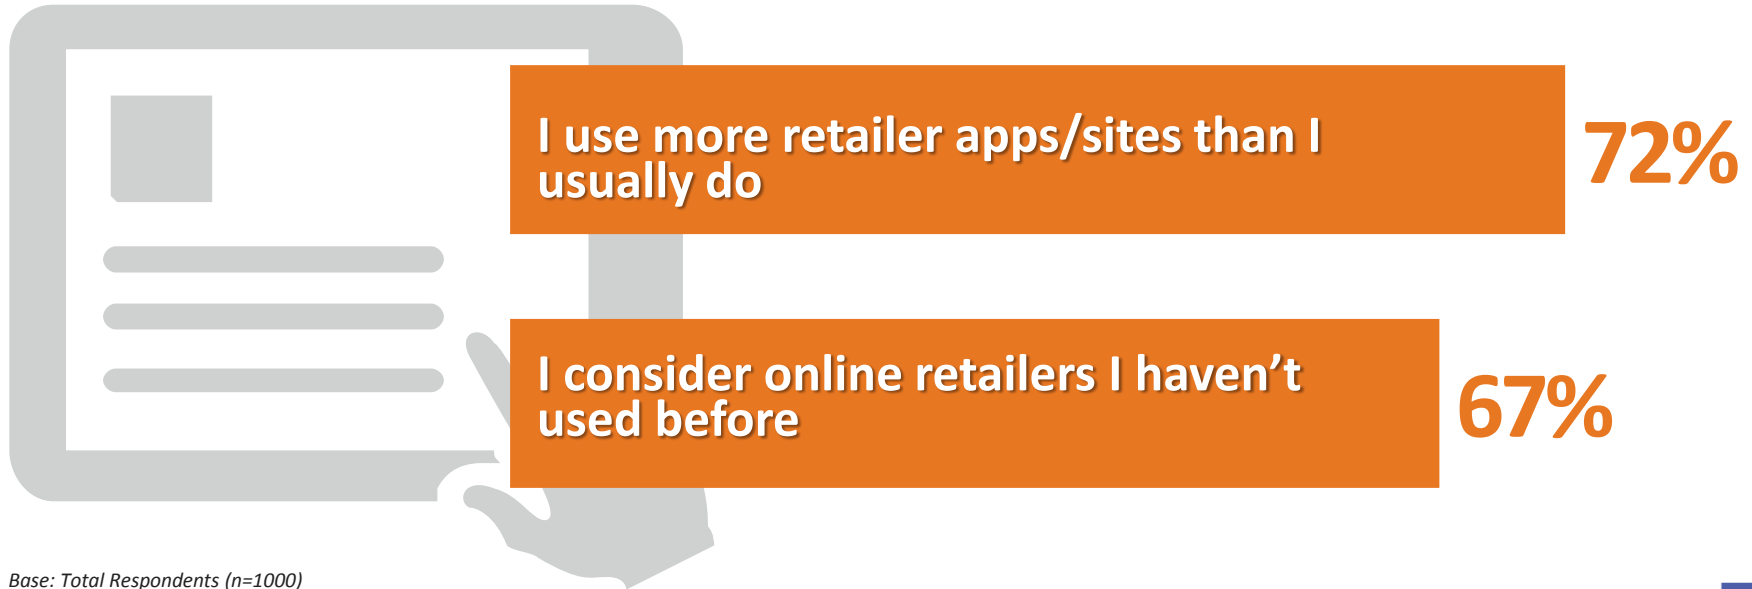 I use more retailer apps/sites than I
usually do
72%
I consider online retailers I haven’t
used before
67%
Base: Total Respondents (n=1000)